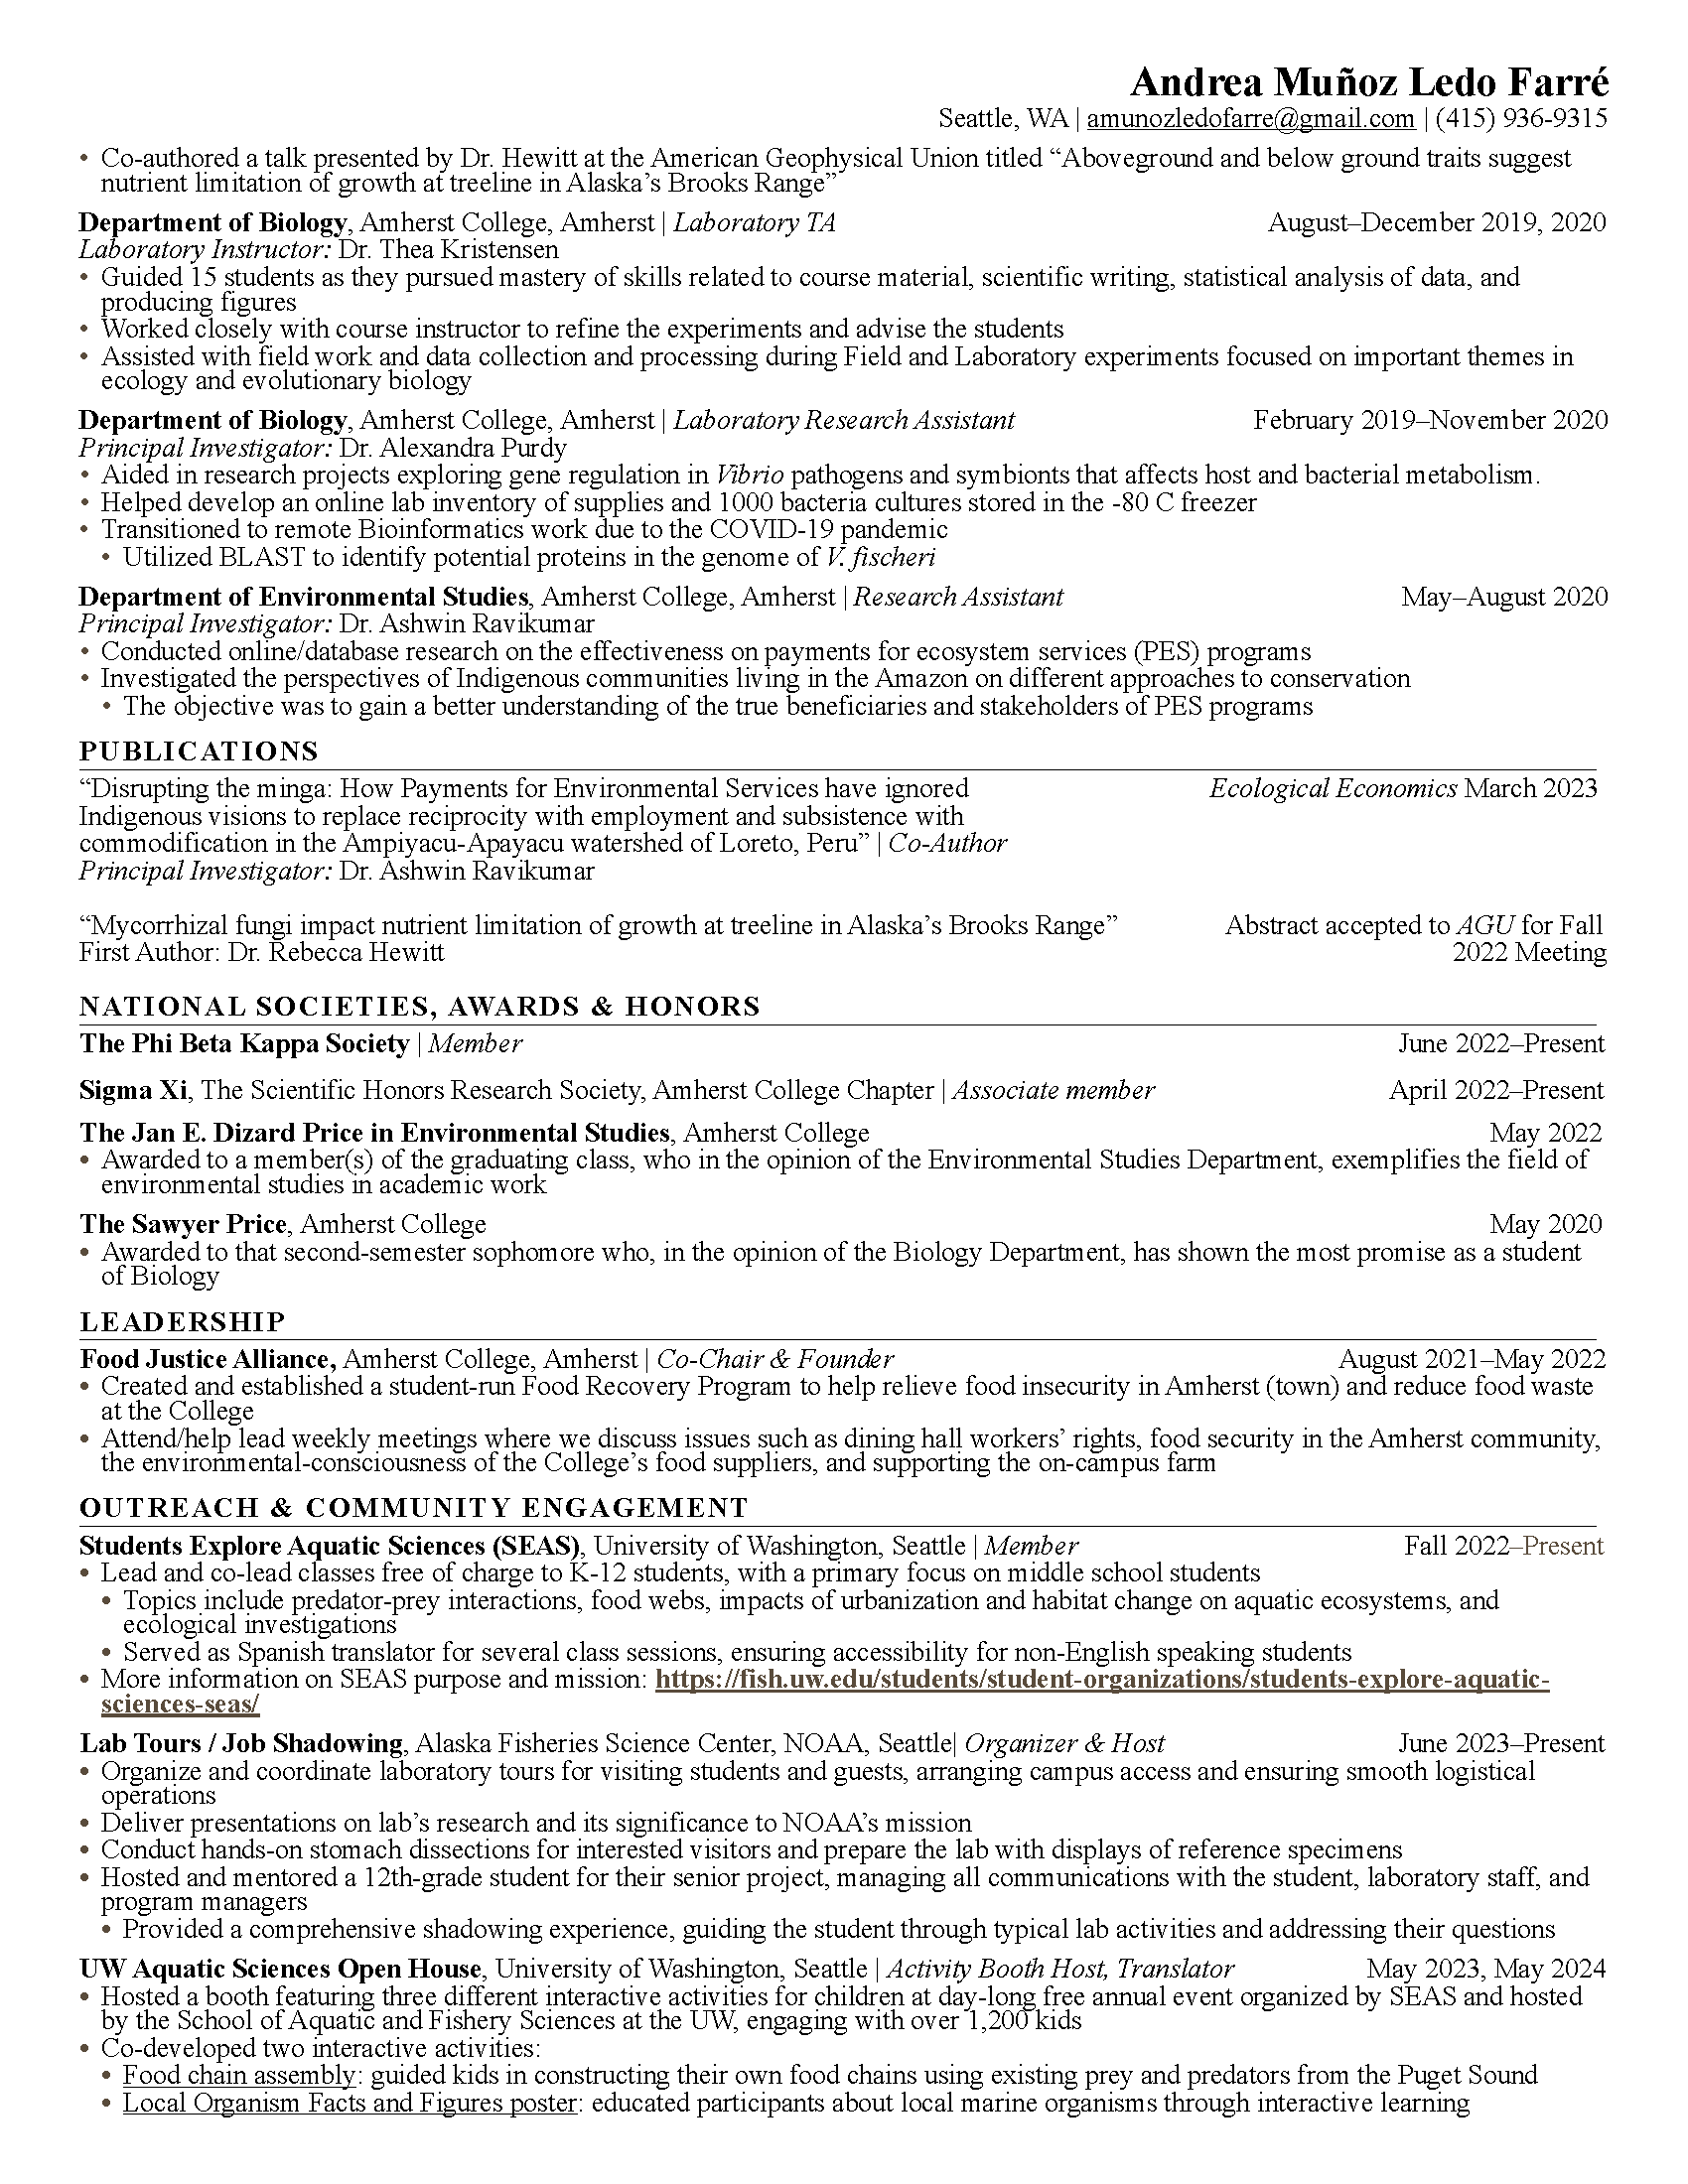 Andrea Muñoz Ledo Farré
Seattle, WA | amunozledofarre@gmail.com | (415) 936-9315
• Co-authored a talk presented by Dr. Hewitt at the American Geophysical Union titled “Aboveground and below ground traits suggest
nutrient limitation of growth at treeline in Alaska’s Brooks Range”
Department of Biology, Amherst College, Amherst | Laboratory TA August–December 2019, 2020
Laboratory Instructor: Dr. Thea Kristensen
• Guided 15 students as they pursued mastery of skills related to course material, scientific writing, statistical analysis of data, and
producing figures
• Worked closely with course instructor to refine the experiments and advise the students
• Assisted with field work and data collection and processing during Field and Laboratory experiments focused on important themes in
ecology and evolutionary biology
Department of Biology, Amherst College, Amherst | Laboratory Research Assistant February 2019–November 2020
Principal Investigator: Dr. Alexandra Purdy
• Aided in research projects exploring gene regulation in Vibrio pathogens and symbionts that affects host and bacterial metabolism.
• Helped develop an online lab inventory of supplies and 1000 bacteria cultures stored in the -80 C freezer
• Transitioned to remote Bioinformatics work due to the COVID-19 pandemic
• Utilized BLAST to identify potential proteins in the genome of V. fischeri
Department of Environmental Studies, Amherst College, Amherst | Research Assistant May–August 2020
Principal Investigator: Dr. Ashwin Ravikumar
• Conducted online/database research on the effectiveness on payments for ecosystem services (PES) programs
• Investigated the perspectives of Indigenous communities living in the Amazon on different approaches to conservation
• The objective was to gain a better understanding of the true beneficiaries and stakeholders of PES programs
PUBLICATIONS
“Disrupting the minga: How Payments for Environmental Services have ignored Ecological Economics March 2023
Indigenous visions to replace reciprocity with employment and subsistence with
commodification in the Ampiyacu-Apayacu watershed of Loreto, Peru” | Co-Author
Principal Investigator: Dr. Ashwin Ravikumar
“Mycorrhizal fungi impact nutrient limitation of growth at treeline in Alaska’s Brooks Range” Abstract accepted to AGU for Fall
First Author: Dr. Rebecca Hewitt 2022 Meeting
NATIONAL SOCIETIES, AWARDS & HONORS
The Phi Beta Kappa Society | Member June 2022–Present
Sigma Xi, The Scientific Honors Research Society, Amherst College Chapter | Associate member April 2022–Present
The Jan E. Dizard Price in Environmental Studies, Amherst College May 2022
• Awarded to a member(s) of the graduating class, who in the opinion of the Environmental Studies Department, exemplifies the field of
environmental studies in academic work
The Sawyer Price, Amherst College May 2020
• Awarded to that second-semester sophomore who, in the opinion of the Biology Department, has shown the most promise as a student
of Biology
LEADERSHIP
Food Justice Alliance, Amherst College, Amherst | Co-Chair & Founder August 2021–May 2022
• Created and established a student-run Food Recovery Program to help relieve food insecurity in Amherst (town) and reduce food waste
at the College
• Attend/help lead weekly meetings where we discuss issues such as dining hall workers’ rights, food security in the Amherst community,
the environmental-consciousness of the College’s food suppliers, and supporting the on-campus farm
OUTREACH & COMMUNITY ENGAGEMENT
Students Explore Aquatic Sciences (SEAS), University of Washington, Seattle | Member Fall 2022–Present
• Lead and co-lead classes free of charge to K-12 students, with a primary focus on middle school students
• Topics include predator-prey interactions, food webs, impacts of urbanization and habitat change on aquatic ecosystems, and
ecological investigations
• Served as Spanish translator for several class sessions, ensuring accessibility for non-English speaking students
• More information on SEAS purpose and mission: https://fish.uw.edu/students/student-organizations/students-explore-aquatic-
sciences-seas/
Lab Tours / Job Shadowing, Alaska Fisheries Science Center, NOAA, Seattle| Organizer & Host June 2023–Present
• Organize and coordinate laboratory tours for visiting students and guests, arranging campus access and ensuring smooth logistical
operations
• Deliver presentations on lab’s research and its significance to NOAA’s mission
• Conduct hands-on stomach dissections for interested visitors and prepare the lab with displays of reference specimens
• Hosted and mentored a 12th-grade student for their senior project, managing all communications with the student, laboratory staff, and
program managers
• Provided a comprehensive shadowing experience, guiding the student through typical lab activities and addressing their questions
UW Aquatic Sciences Open House, University of Washington, Seattle | Activity Booth Host, Translator May 2023, May 2024
• Hosted a booth featuring three different interactive activities for children at day-long free annual event organized by SEAS and hosted
by the School of Aquatic and Fishery Sciences at the UW, engaging with over 1,200 kids
• Co-developed two interactive activities:
• Food chain assembly: guided kids in constructing their own food chains using existing prey and predators from the Puget Sound
• Local Organism Facts and Figures poster: educated participants about local marine organisms through interactive learning